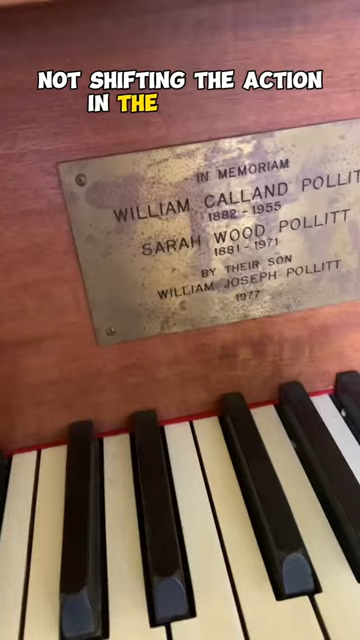 NOT SHIFTING THE ACTION
IN THE
IN MEMORIAM
WILLIAM CALLAND POLLIT
1882-1955
SARAH WOOD POLLITT
1881-1971
BY THEIR SON
WILLIAM JOSEPH POLLITT
1977